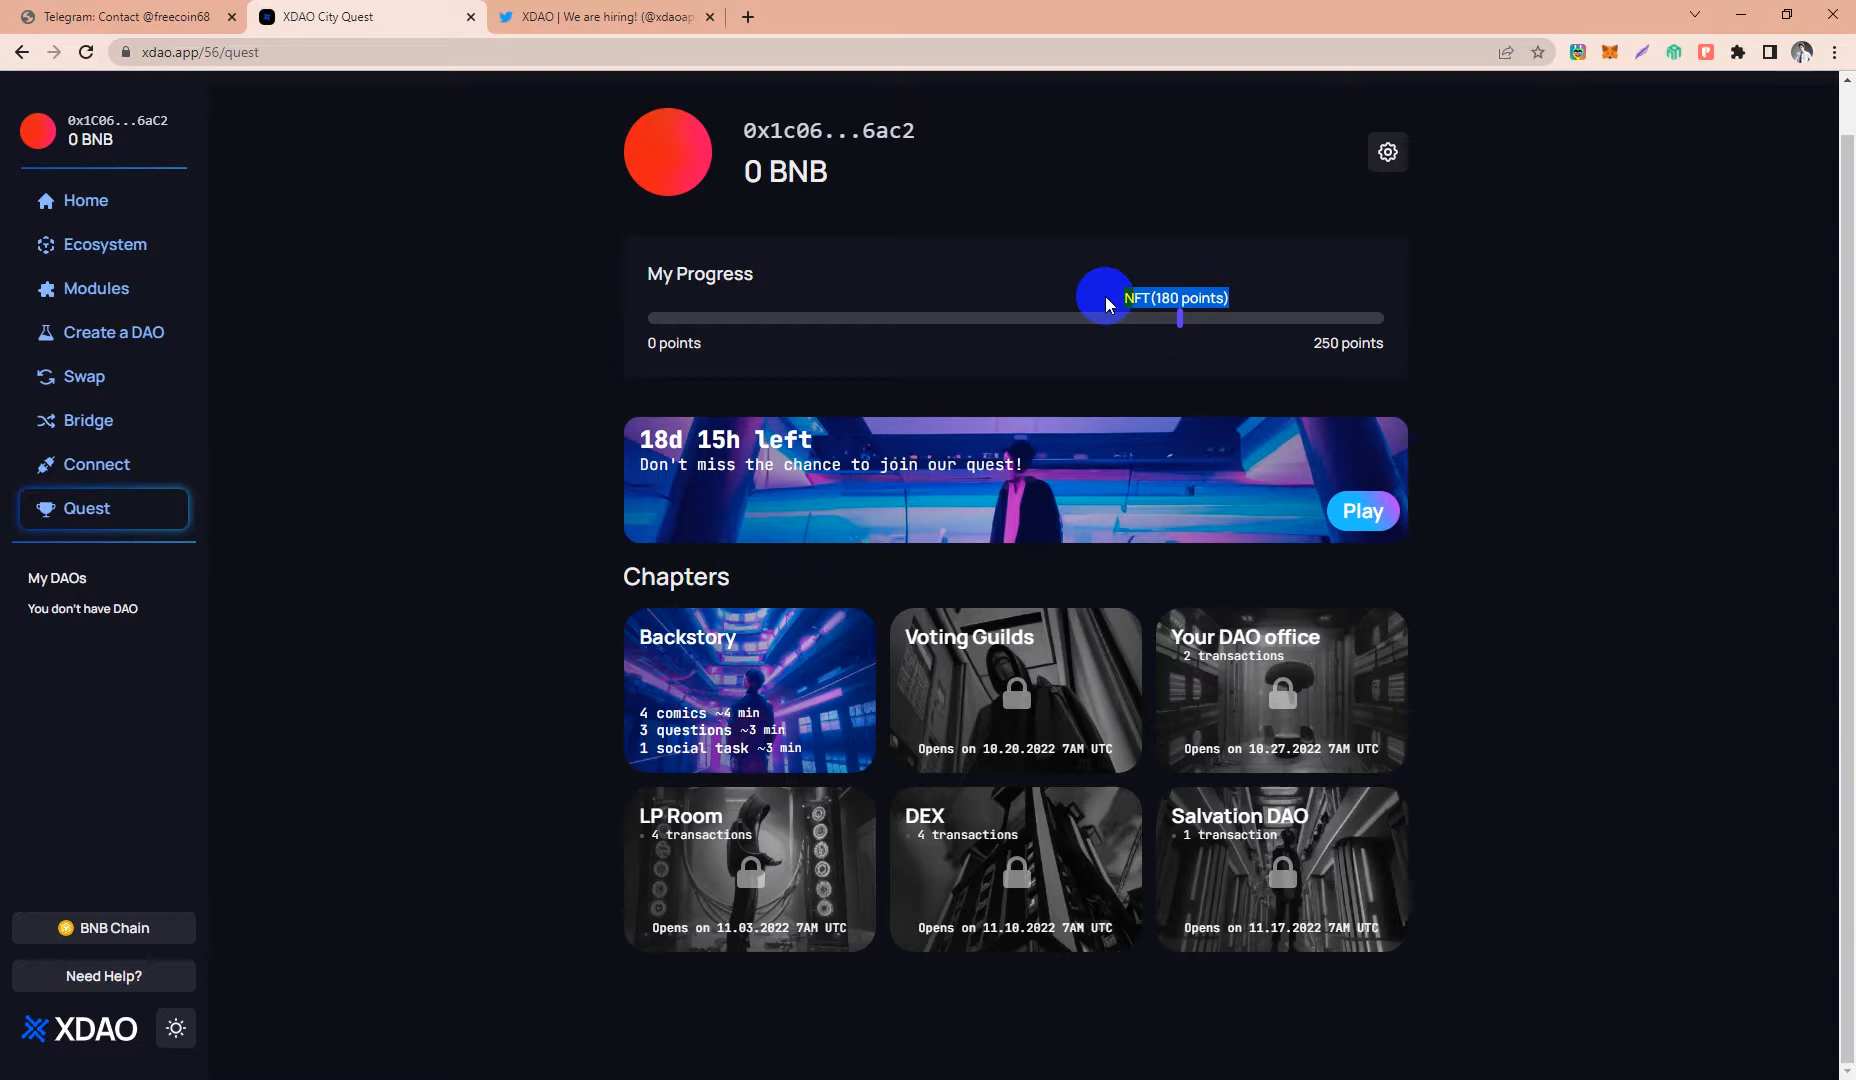 Telegram: Contact @freecoin68
XDAO City Quest
XDAO | We are hiring! (@xdaoap
xdao.app/56/quest
0x1C06...6aC2
0 BNB
Home
Ecosystem
Modules
Create a DAO
Swap
Bridge
Connect
Quest
My DAOs
You don't have DAO
BNB Chain
Need Help?
XDAO
0x1c06...6ac2
0 BNB
My Progress
NFT(180 points)
0 points
250 points
18d 15h left
Don't miss the chance to join our quest!
Play
Chapters
Backstory
4 comics ~4 min
3 questions ~3 min
1 social task ~3 min
Voting Guilds
Opens on 10.20.2022 7AM UTC
Your DAO office
2 transactions
Opens on 10.27.2022 7AM UTC
LP Room
4 transactions
Opens on 11.03.2022 7AM UTC
DEX
4 transactions
Opens on 11.10.2022 7AM UTC
Salvation DAO
1 transaction
Opens on 11.17.2022 7AM UTC